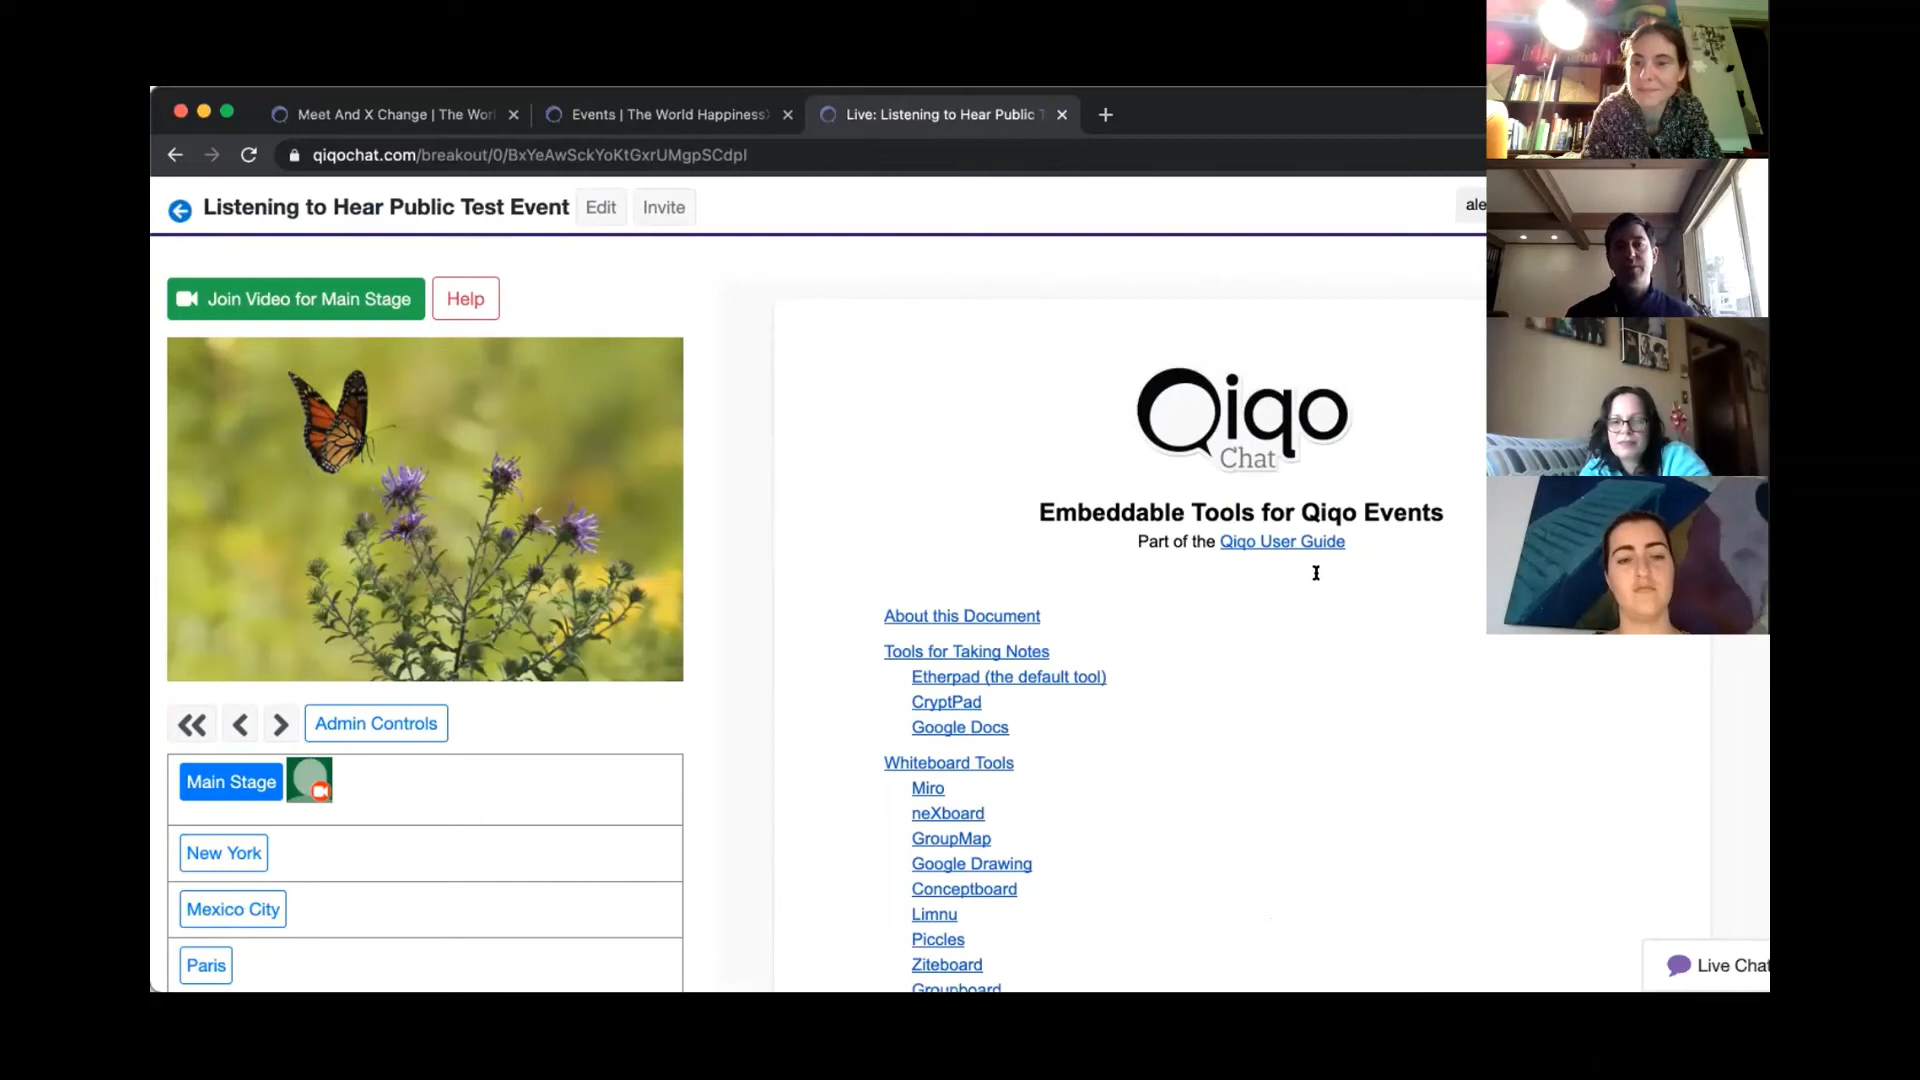 Meet And X Change | The Wor
Events | The World HappinessX
Live: Listening to Hear Public T
qiqochat.com/breakout/0/BxYeAwSckYoKtGxrUMgpSCdpI
Listening to Hear Public Test Event
Edit
Invite
ale
Join Video for Main Stage
Help
Qiqo
Chat
Embeddable Tools for Qiqo Events
Part of the Qiqo User Guide
About this Document
Tools for Taking Notes
Etherpad (the default tool)
CryptPad
Google Docs
Whiteboard Tools
Miro
neXboard
GroupMap
Google Drawing
Conceptboard
Limnu
Piccles
Ziteboard
Groupboard
Admin Controls
Main Stage
New York
Mexico City
Paris
Live Chat